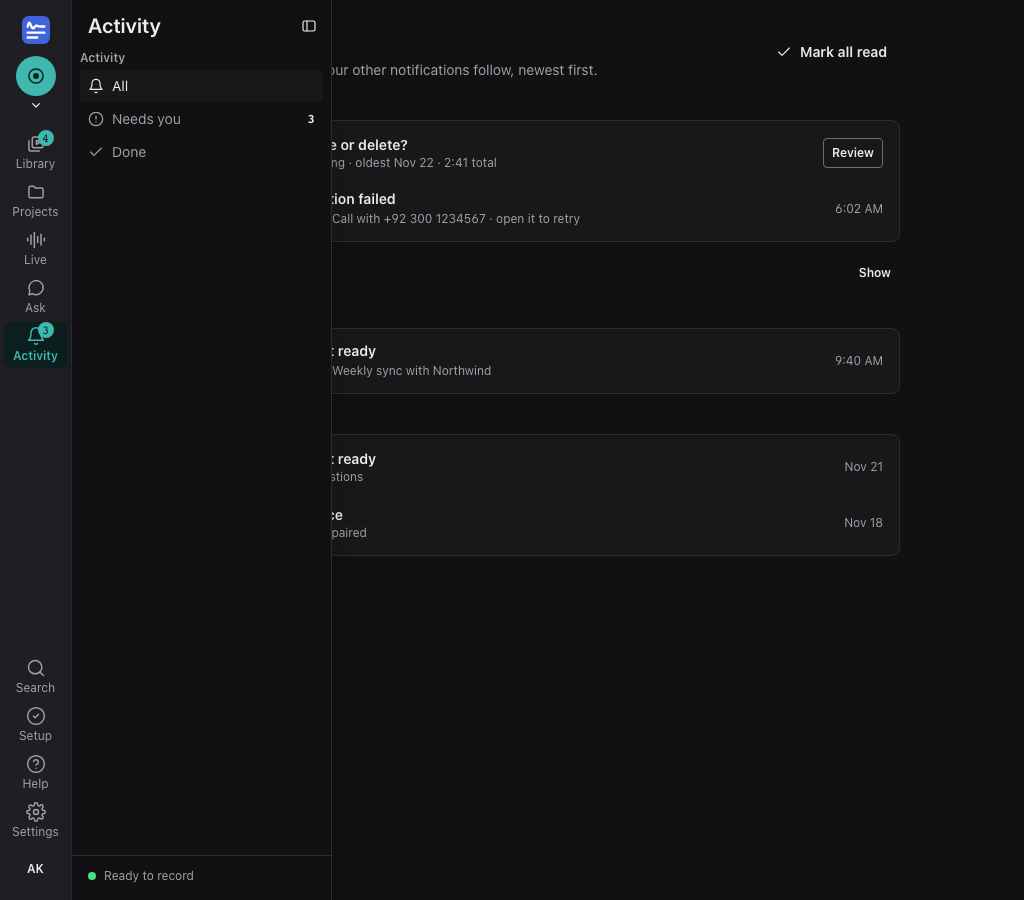 Activity
Activity
All
Needs you 3
Done
Ready to record
4
Library
Projects
Live
Ask
3
Activity
Search
Setup
Help
Settings
AK
Mark all read
our other notifications follow, newest first.
e or delete?
ng · oldest Nov 22 · 2:41 total
Review
tion failed
Call with +92 300 1234567 · open it to retry
6:02 AM
Show
t ready
Weekly sync with Northwind
9:40 AM
t ready
stions
Nov 21
ce
paired
Nov 18